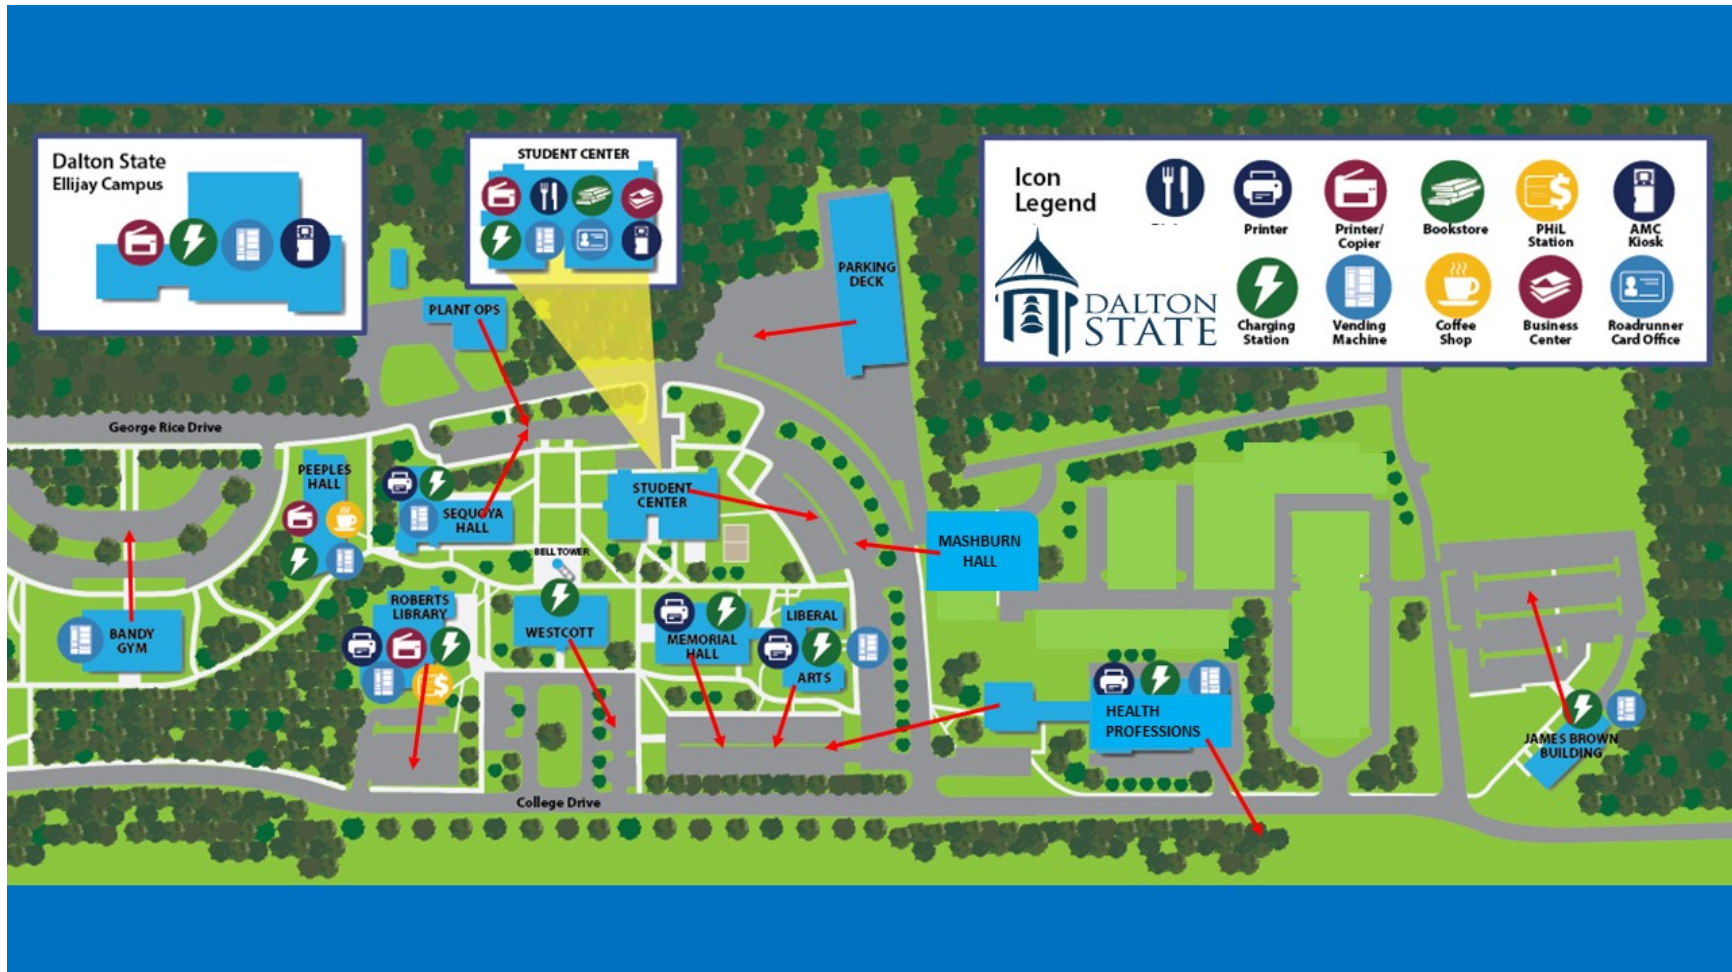 Dalton State
Ellijay Campus
STUDENT CENTER
Icon
Legend
Printer
Printer/
Copier
Bookstore
PHiL
Station
AMC
Kiosk
DALTON
STATE
Charging
Station
Vending
Machine
Coffee
Shop
Business
Center
Roadrunner
Card Office
PARKING
DECK
PLANT OPS
George Rice Drive
PEEPLES
HALL
SEQUOYA
HALL
STUDENT
CENTER
BELL TOWER
MASHBURN
HALL
ROBERTS
LIBRARY
BANDY
GYM
WESTCOTT
MEMORIAL
HALL
LIBERAL
ARTS
HEALTH
PROFESSIONS
JAMES BROWN
BUILDING
College Drive